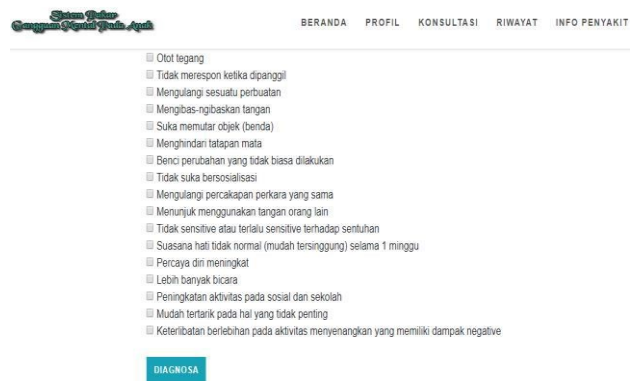 Sistem Pakar
Gangguan Mental Pada Anak
BERANDA PROFIL KONSULTASI RIWAYAT INFO PENYAKIT
Otot tegang
Tidak merespon ketika dipanggil
Mengulangi sesuatu perbuatan
Mengibas-ngibaskan tangan
Suka memutar objek (benda)
Menghindari tatapan mata
Benci perubahan yang tidak biasa dilakukan
Tidak suka bersosialisasi
Mengulangi percakapan perkara yang sama
Menunjuk menggunakan tangan orang lain
Tidak sensitive atau terlalu sensitive terhadap sentuhan
Suasana hati tidak normal (mudah tersinggung) selama 1 minggu
Percaya diri meningkat
Lebih banyak bicara
Peningkatan aktivitas pada sosial dan sekolah
Mudah tertarik pada hal yang tidak penting
Keterlibatan berlebihan pada aktivitas menyenangkan yang memiliki dampak negative
DIAGNOSA